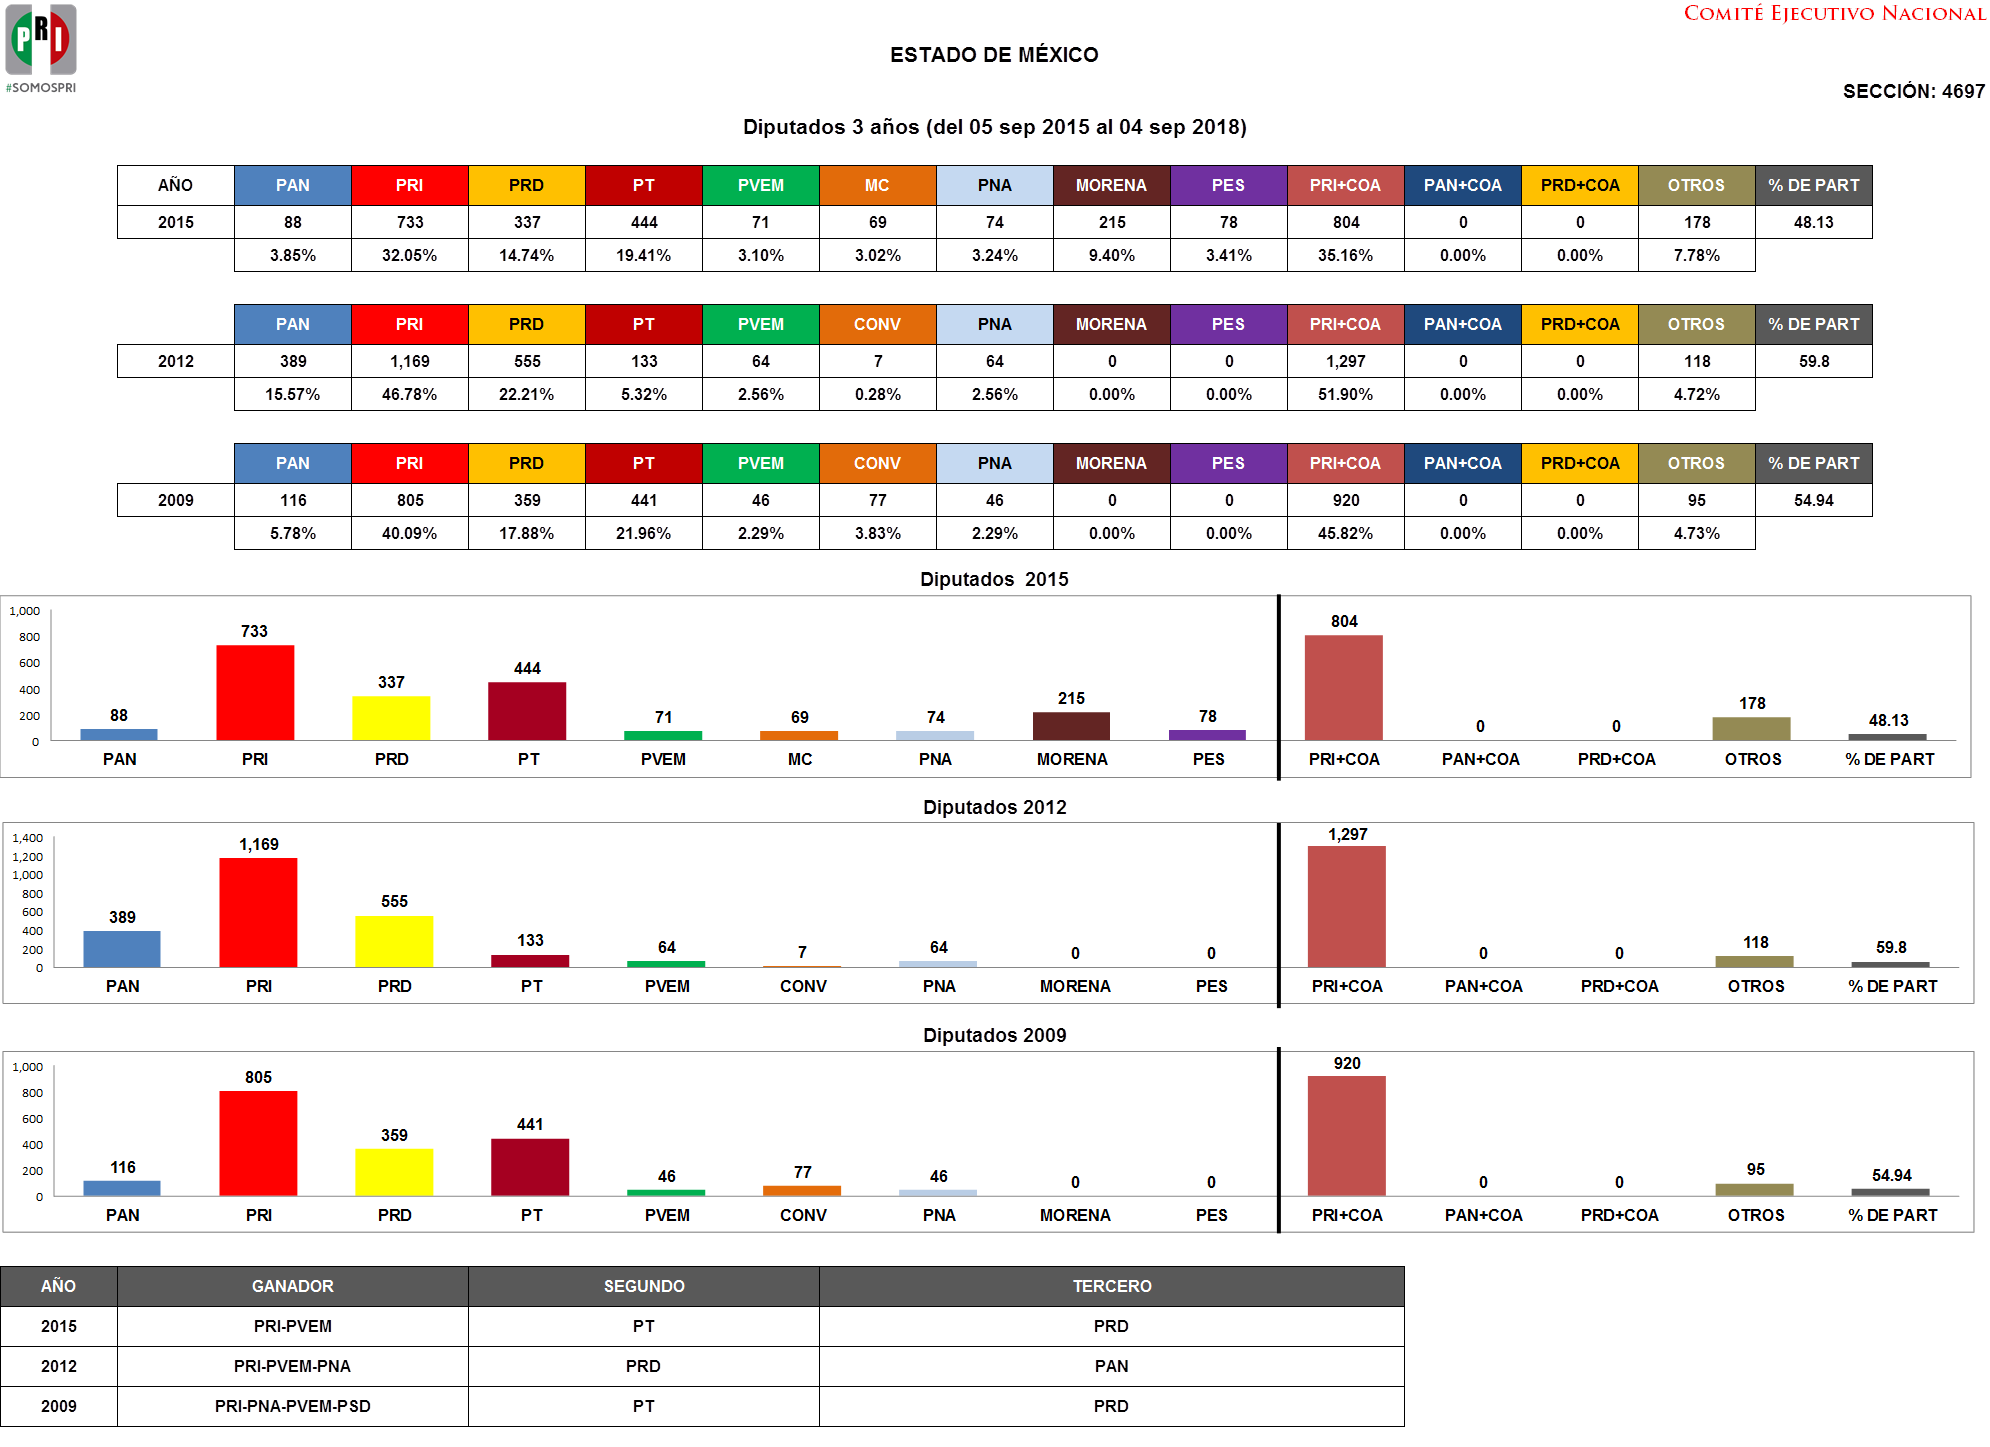 PRI
#SOMOSPRI
COMITÉ EJECUTIVO NACIONAL
ESTADO DE MÉXICO
SECCIÓN: 4697
Diputados 3 años (del 05 sep 2015 al 04 sep 2018)
AÑO PAN PRI PRD PT PVEM MC PNA MORENA PES PRI+COA PAN+COA PRD+COA OTROS % DE PART
2015 88 733 337 444 71 69 74 215 78 804 0 0 178 48.13
3.85% 32.05% 14.74% 19.41% 3.10% 3.02% 3.24% 9.40% 3.41% 35.16% 0.00% 0.00% 7.78%
PAN PRI PRD PT PVEM CONV PNA MORENA PES PRI+COA PAN+COA PRD+COA OTROS % DE PART
2012 389 1,169 555 133 64 7 64 0 0 1,297 0 0 118 59.8
15.57% 46.78% 22.21% 5.32% 2.56% 0.28% 2.56% 0.00% 0.00% 51.90% 0.00% 0.00% 4.72%
PAN PRI PRD PT PVEM CONV PNA MORENA PES PRI+COA PAN+COA PRD+COA OTROS % DE PART
2009 116 805 359 441 46 77 46 0 0 920 0 0 95 54.94
5.78% 40.09% 17.88% 21.96% 2.29% 3.83% 2.29% 0.00% 0.00% 45.82% 0.00% 0.00% 4.73%
Diputados 2015
1,000
800
600
400
200
0
88 733 337 444 71 69 74 215 78 804 0 0 178 48.13
PAN PRI PRD PT PVEM MC PNA MORENA PES PRI+COA PAN+COA PRD+COA OTROS % DE PART
Diputados 2012
1,400
1,200
1,000
800
600
400
200
0
389 1,169 555 133 64 7 64 0 0 1,297 0 0 118 59.8
PAN PRI PRD PT PVEM CONV PNA MORENA PES PRI+COA PAN+COA PRD+COA OTROS % DE PART
Diputados 2009
1,000
800
600
400
200
0
116 805 359 441 46 77 46 0 0 920 0 0 95 54.94
PAN PRI PRD PT PVEM CONV PNA MORENA PES PRI+COA PAN+COA PRD+COA OTROS % DE PART
AÑO GANADOR SEGUNDO TERCERO
2015 PRI-PVEM PT PRD
2012 PRI-PVEM-PNA PRD PAN
2009 PRI-PNA-PVEM-PSD PT PRD